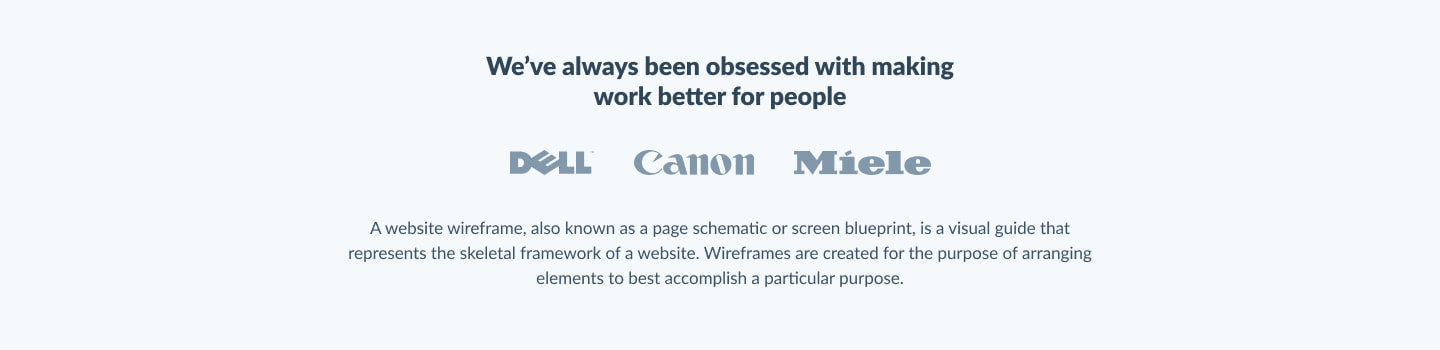 We’ve always been obsessed with making
work better for people
DELL™ Canon Miele
A website wireframe, also known as a page schematic or screen blueprint, is a visual guide that
represents the skeletal framework of a website. Wireframes are created for the purpose of arranging
elements to best accomplish a particular purpose.